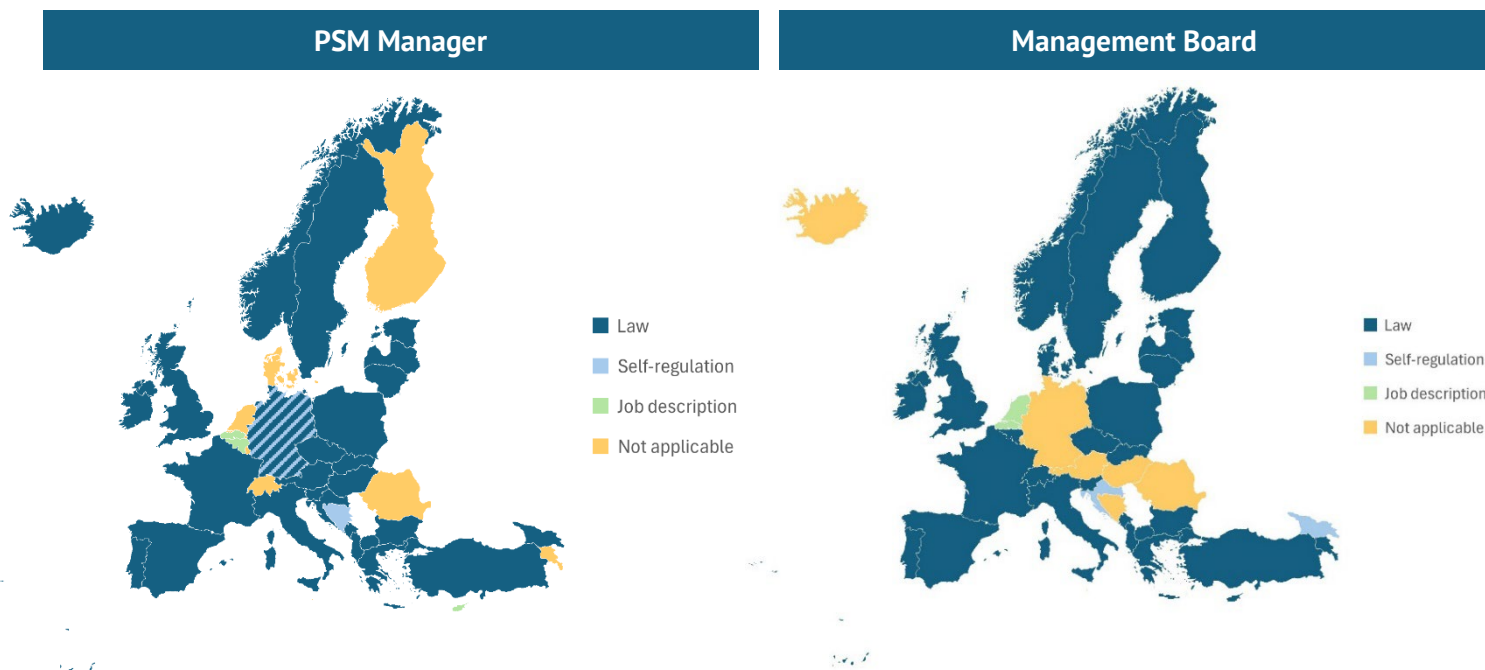 PSM Manager
Management Board
Law
Self-regulation
Job description
Not applicable
Law
Self-regulation
Job description
Not applicable